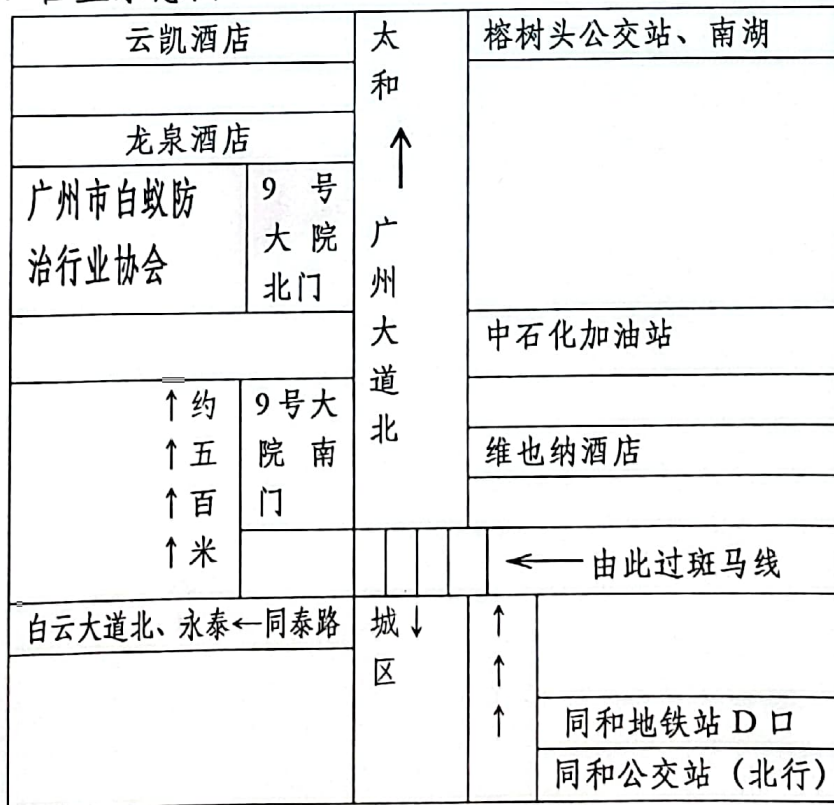 云凯酒店
龙泉酒店
广州市白蚁防
治行业协会
9 号
大 院
北门
↑约
↑五
↑百
↑米
9号大
院 南
门
白云大道北、永泰←同泰路
太
和
↑
广
州
大
道
北
城↓
区
榕树头公交站、南湖
中石化加油站
维也纳酒店
←由此过斑马线
↑
↑
↑
同和地铁站 D 口
同和公交站（北行）